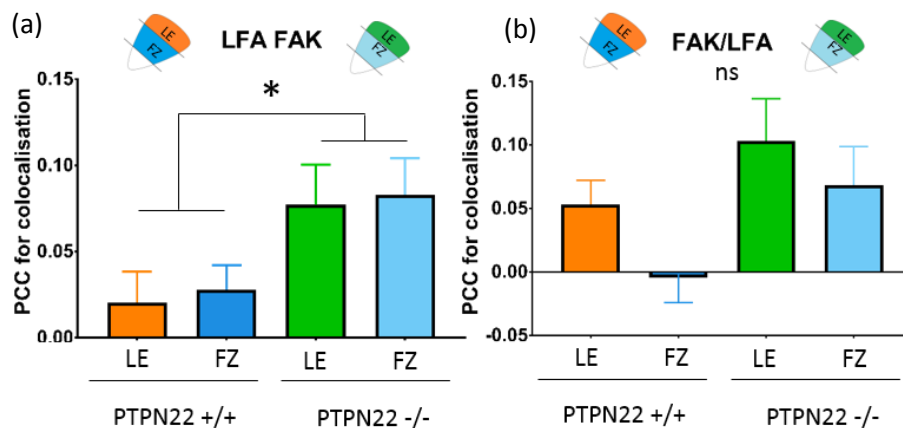 (a)
LE
FZ
LFA FAK
LE
FZ
PCC for colocalisation
0.15
0.10
0.05
0.00
*
LE FZ LE FZ
PTPN22 +/+ PTPN22 -/-
(b)
LE
FZ
FAK/LFA
ns
LE
FZ
PCC for colocalisation
0.15
0.10
0.05
0.00
-0.05
LE FZ LE FZ
PTPN22 +/+ PTPN22 -/-